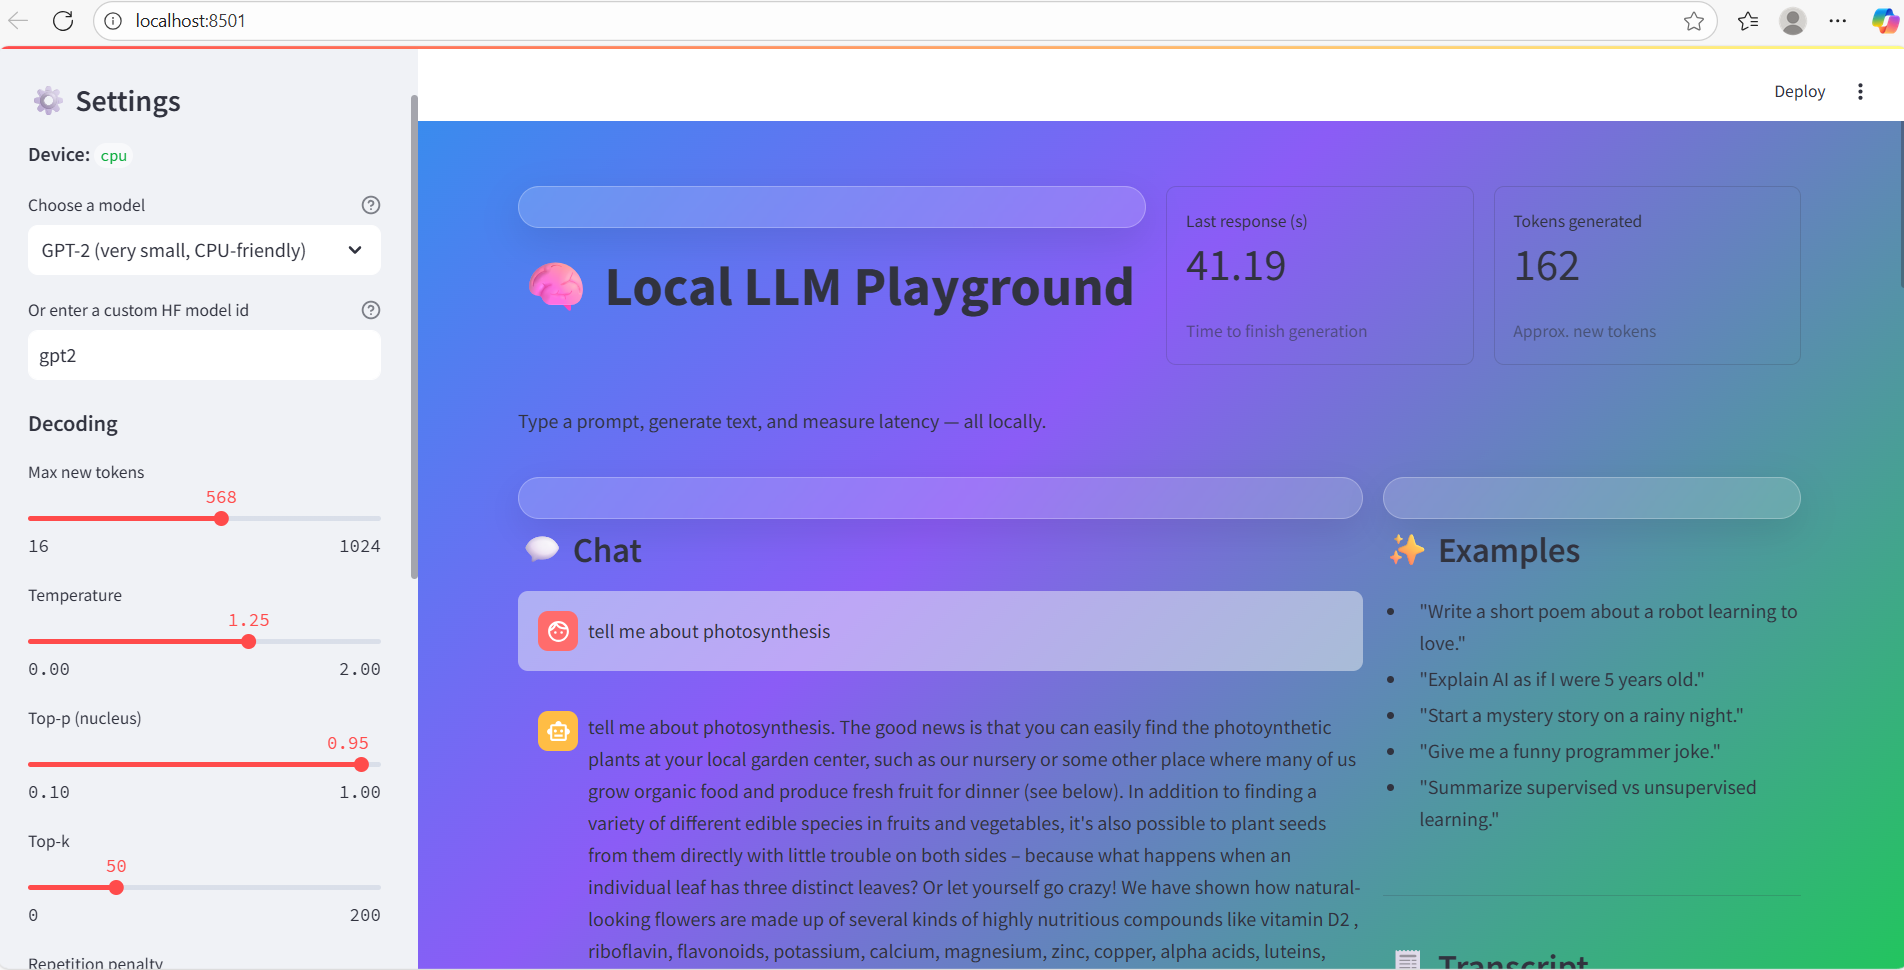 localhost:8501
Deploy
Settings
Device: cpu
Choose a model
GPT-2 (very small, CPU-friendly)
Or enter a custom HF model id
gpt2
Decoding
Max new tokens
568
16
1024
Temperature
1.25
0.00
2.00
Top-p (nucleus)
0.95
0.10
1.00
Top-k
50
0
200
Repetition penalty
Local LLM Playground
Last response (s)
41.19
Time to finish generation
Tokens generated
162
Approx. new tokens
Type a prompt, generate text, and measure latency — all locally.
Chat
tell me about photosynthesis
tell me about photosynthesis. The good news is that you can easily find the photoynthetic
plants at your local garden center, such as our nursery or some other place where many of us
grow organic food and produce fresh fruit for dinner (see below). In addition to finding a
variety of different edible species in fruits and vegetables, it's also possible to plant seeds
from them directly with little trouble on both sides – because what happens when an
individual leaf has three distinct leaves? Or let yourself go crazy! We have shown how natural-
looking flowers are made up of several kinds of highly nutritious compounds like vitamin D2 ,
riboflavin, flavonoids, potassium, calcium, magnesium, zinc, copper, alpha acids, luteins,
Examples
"Write a short poem about a robot learning to
love."
"Explain AI as if I were 5 years old."
"Start a mystery story on a rainy night."
"Give me a funny programmer joke."
"Summarize supervised vs unsupervised
learning."
Transcript